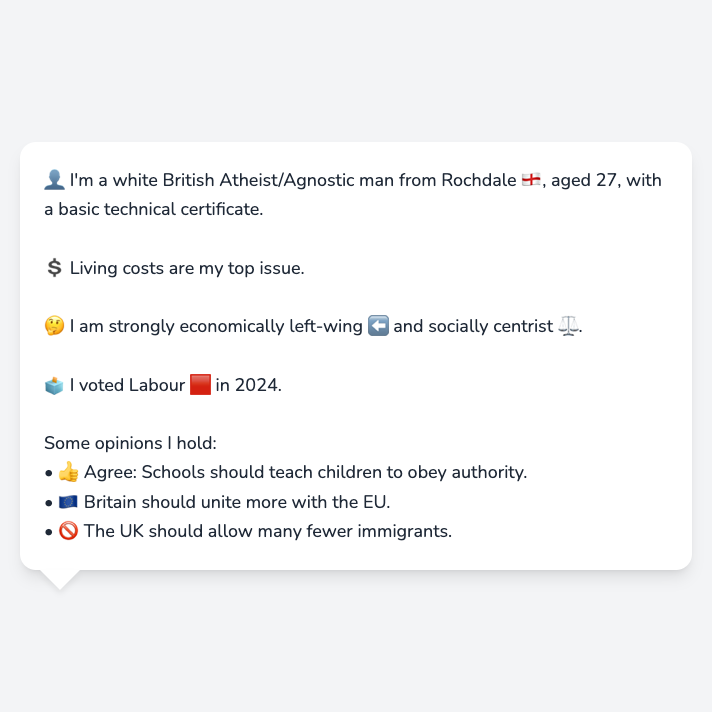 👤 I'm a white British Atheist/Agnostic man from Rochdale 🏴󠁧󠁢󠁥󠁮󠁧󠁿, aged 27, with
a basic technical certificate.
💲 Living costs are my top issue.
🤔 I am strongly economically left-wing ⬅️ and socially centrist ⚖️.
🗳️ I voted Labour 🟥 in 2024.
Some opinions I hold:
• 👍 Agree: Schools should teach children to obey authority.
• 🇪🇺 Britain should unite more with the EU.
• 🚫 The UK should allow many fewer immigrants.